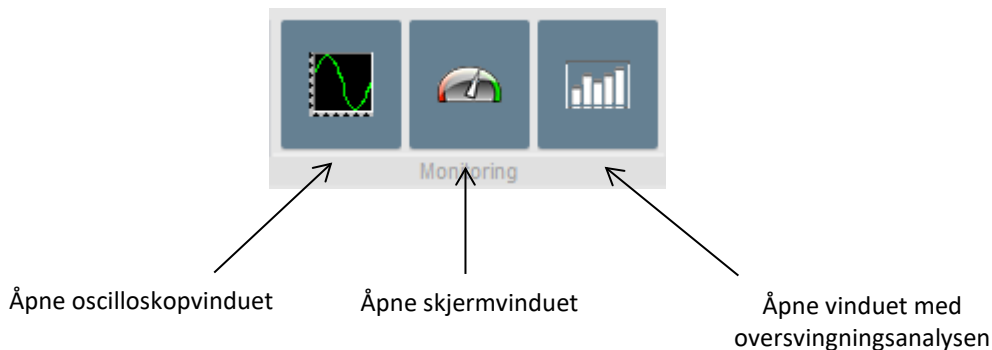 Monitoring
Åpne oscilloskopvinduet
Åpne skjermvinduet
Åpne vinduet med
oversvingningsanalysen